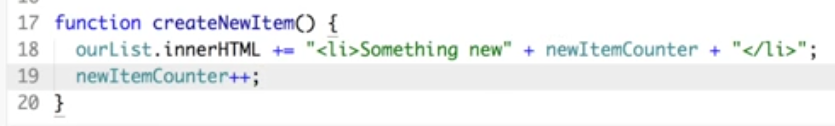 17 function createNewItem() {
18   ourList.innerHTML += "<li>Something new" + newItemCounter + "</li>";
19   newItemCounter++;
20 }